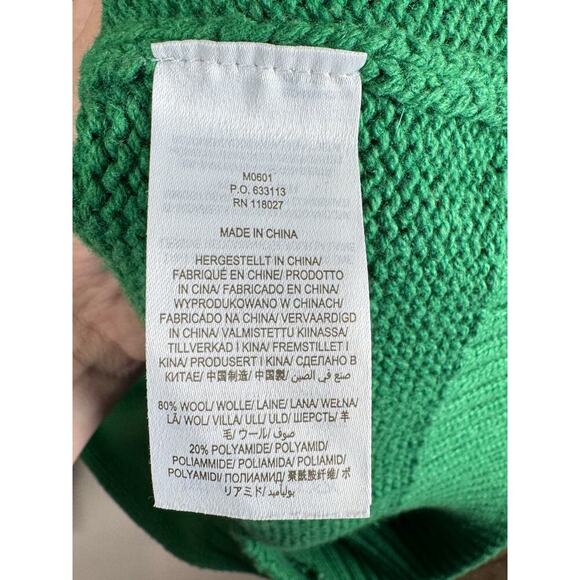 M0601
P.O. 633113
RN 118027
MADE IN CHINA
HERGESTELLT IN CHINA/
FABRIQUÉ EN CHINE/ PRODOTTO
IN CINA/ FABRICADO EN CHINA/
WYPRODUKOWANO W CHINACH/
FABRICADO NA CHINA/ VERVAARDIGD
IN CHINA/ VALMISTETTU KIINASSA/
TILLVERKAD I KINA/ FREMSTILLET I
KINA/ PRODUSERT I KINA/ СДЕЛАНО В
КИТАЕ/ 中国制造/ 中国製/ صنع في الصين
80% WOOL/ WOLLE/ LAINE/ LANA/ WEŁNA/
LÃ/ WOL/ VILLA/ ULL/ ULD/ ШЕРСТЬ/ 羊
毛/ ウール/ صوف
20% POLYAMIDE/ POLYAMID/
POLIAMMIDE/ POLIAMIDA/ POLIAMID/
POLYAMIDI/ ПОЛИАМИД/ 聚酰胺纤维/ ポ
リアミド/ بوليأميد